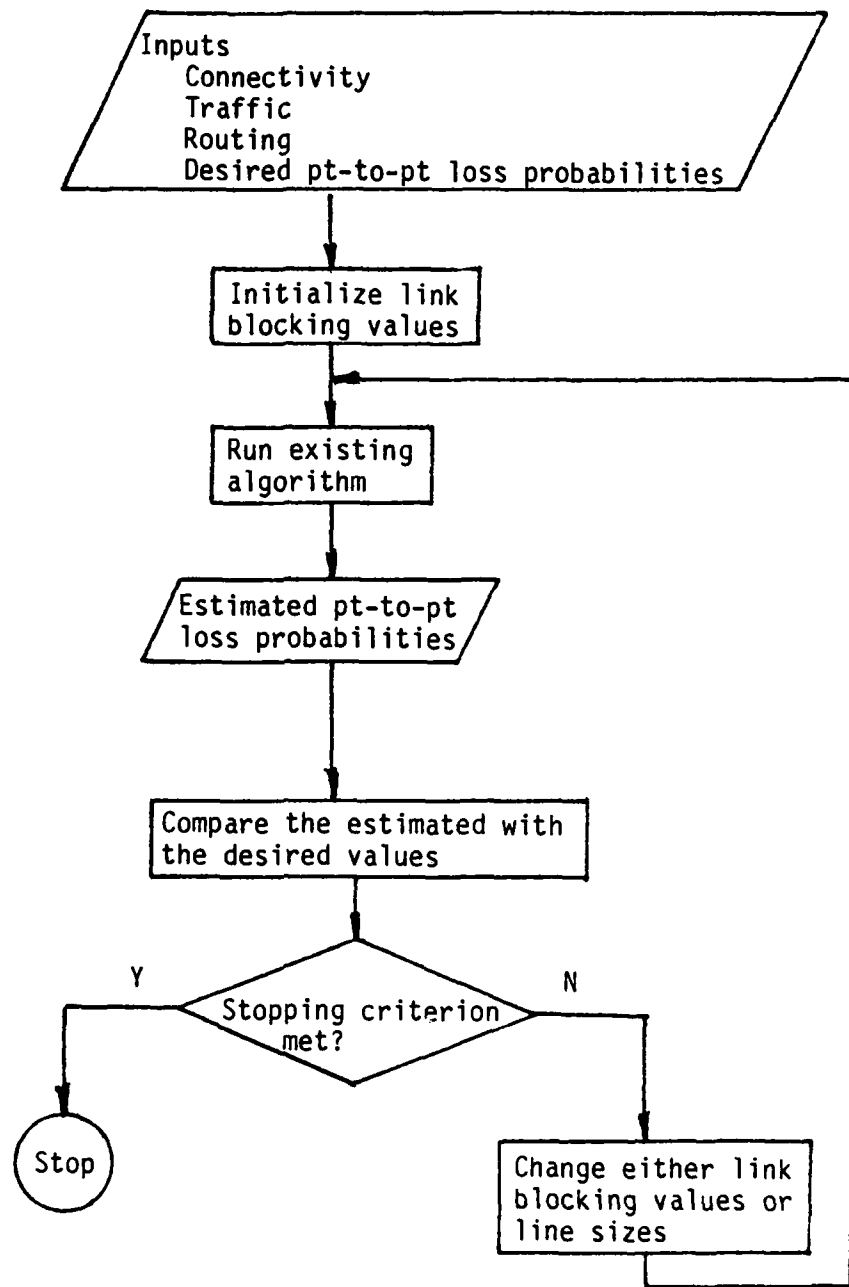 Inputs
Connectivity
Traffic
Routing
Desired pt-to-pt loss probabilities
Initialize link
blocking values
Run existing
algorithm
Estimated pt-to-pt
loss probabilities
Compare the estimated with
the desired values
Y
N
Stopping criterion
met?
Stop
Change either link
blocking values or
line sizes